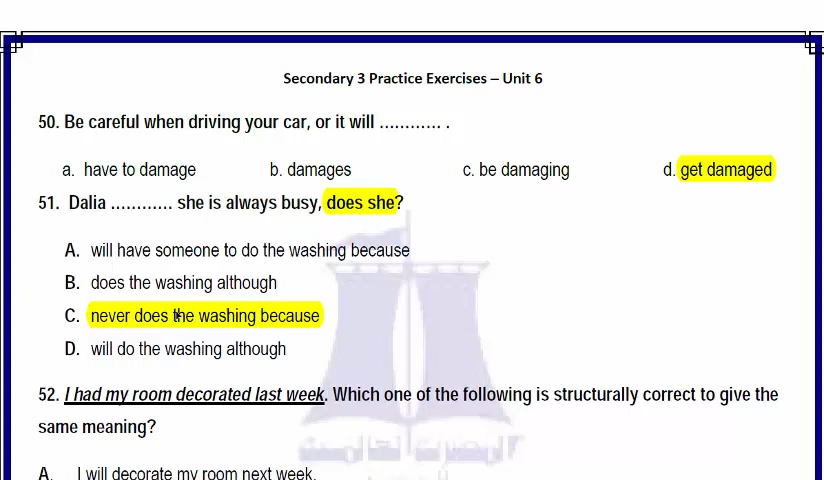 Secondary 3 Practice Exercises – Unit 6
50. Be careful when driving your car, or it will ………… .
a. have to damage b. damages c. be damaging d. get damaged
51. Dalia ………… she is always busy, does she?
A. will have someone to do the washing because
B. does the washing although
C. never does the washing because
D. will do the washing although
52. I had my room decorated last week. Which one of the following is structurally correct to give the
same meaning?
A. I will decorate my room next week.